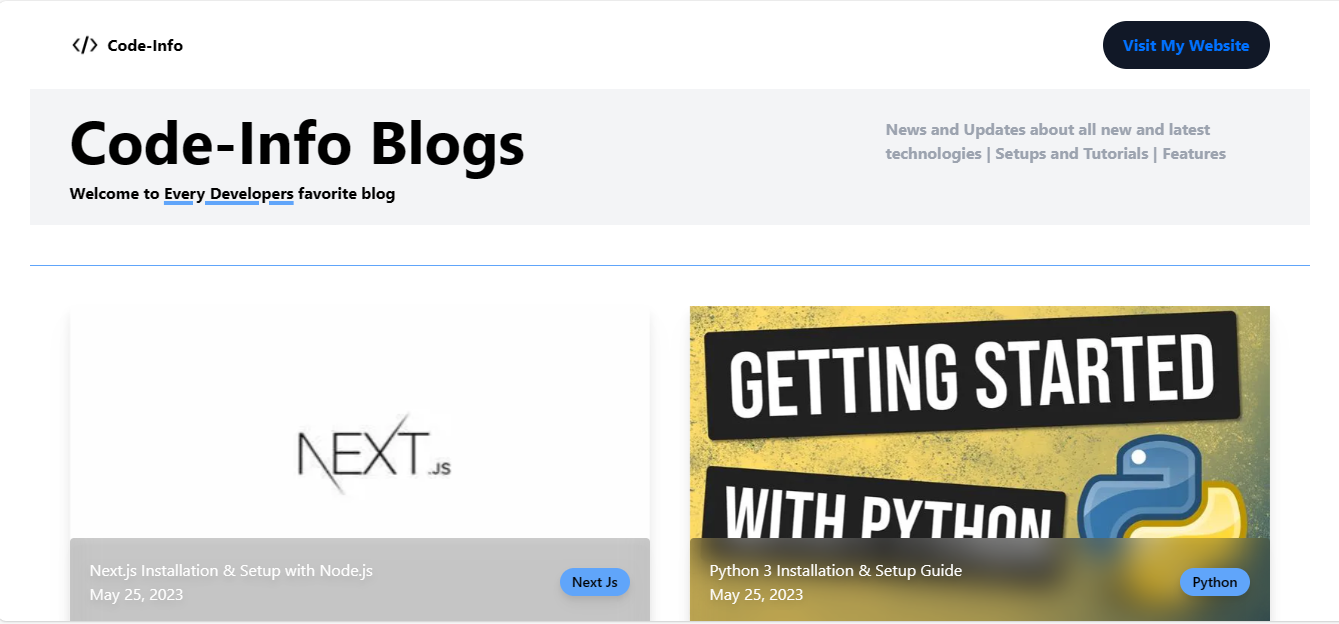 Code-Info
Visit My Website
Code-Info Blogs
Welcome to Every Developers favorite blog
News and Updates about all new and latest
technologies | Setups and Tutorials | Features
NEXT.JS
Next.js Installation & Setup with Node.js
May 25, 2023
Next Js
GETTING STARTED
WITH PYTHON
Python 3 Installation & Setup Guide
May 25, 2023
Python